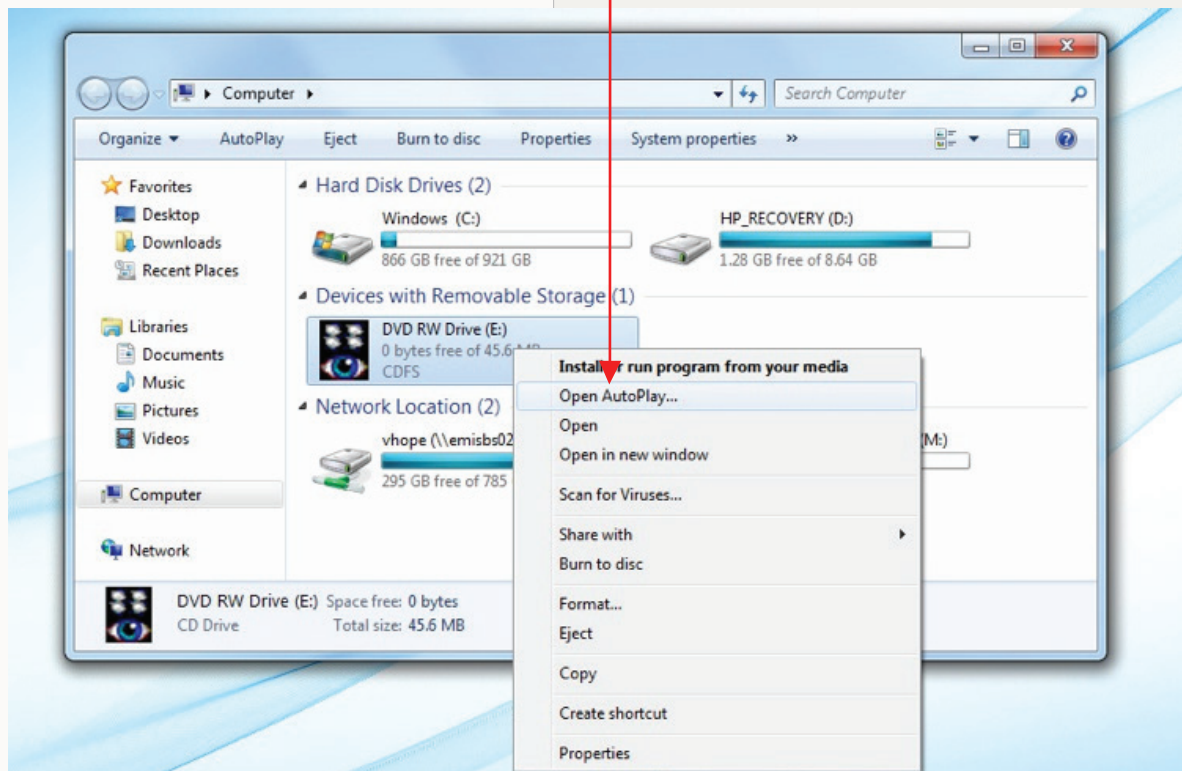 Computer
Search Computer
Organize
AutoPlay
Eject
Burn to disc
Properties
System properties
»
Favorites
Desktop
Downloads
Recent Places
Libraries
Documents
Music
Pictures
Videos
Computer
Network
Hard Disk Drives (2)
Windows (C:)
866 GB free of 921 GB
HP_RECOVERY (D:)
1.28 GB free of 8.64 GB
Devices with Removable Storage (1)
DVD RW Drive (E:)
0 bytes free of 45.6
CDFS
Network Location (2)
vhope (\\emisbs02
295 GB free of 785
(M:)
Install run program from your media
Open AutoPlay...
Open
Open in new window
Scan for Viruses...
Share with
Burn to disc
Format...
Eject
Copy
Create shortcut
Properties
DVD RW Drive (E:) Space free: 0 bytes
CD Drive Total size: 45.6 MB